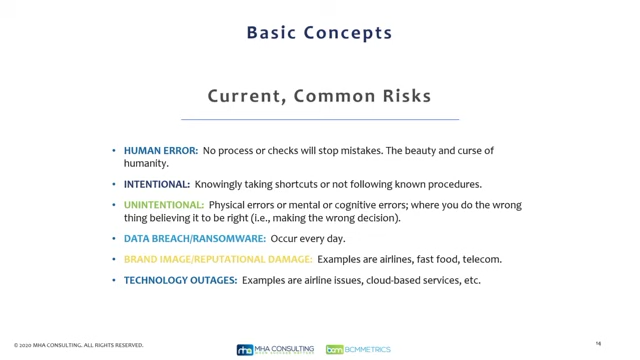 Basic Concepts
Current, Common Risks
• HUMAN ERROR: No process or checks will stop mistakes. The beauty and curse of
humanity.
• INTENTIONAL: Knowingly taking shortcuts or not following known procedures.
• UNINTENTIONAL: Physical errors or mental or cognitive errors; where you do the wrong
thing believing it to be right (i.e., making the wrong decision).
• DATA BREACH/RANSOMWARE: Occur every day.
• BRAND IMAGE/REPUTATIONAL DAMAGE: Examples are airlines, fast food, telecom.
• TECHNOLOGY OUTAGES: Examples are airline issues, cloud-based services, etc.
© 2020 MHA CONSULTING. ALL RIGHTS RESERVED.
mha MHA CONSULTING
bcm BCMMETRICS
14